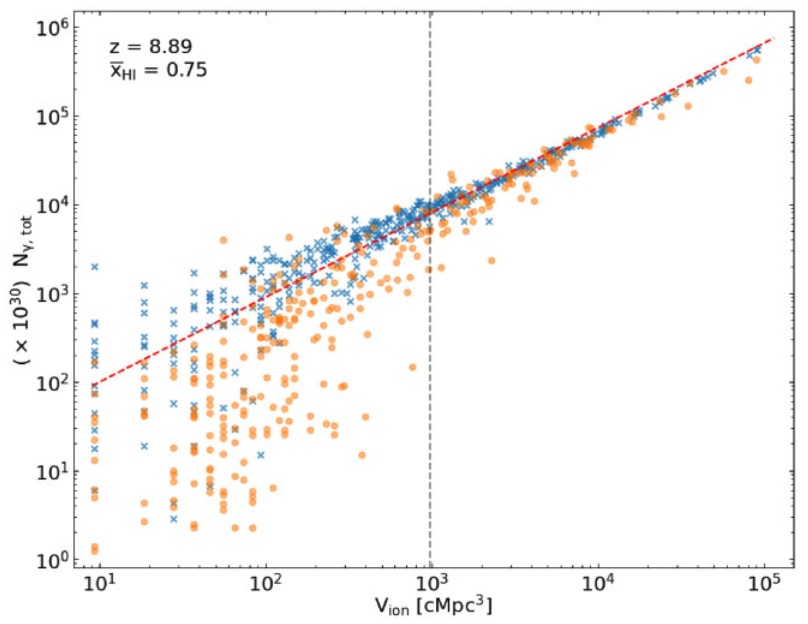 z = 8.89
x̅HI = 0.75
( × 10³⁰) Nγ, tot
10⁶
10⁵
10⁴
10³
10²
10¹
10⁰
10¹ 10² 10³ 10⁴ 10⁵
Vion [cMpc³]